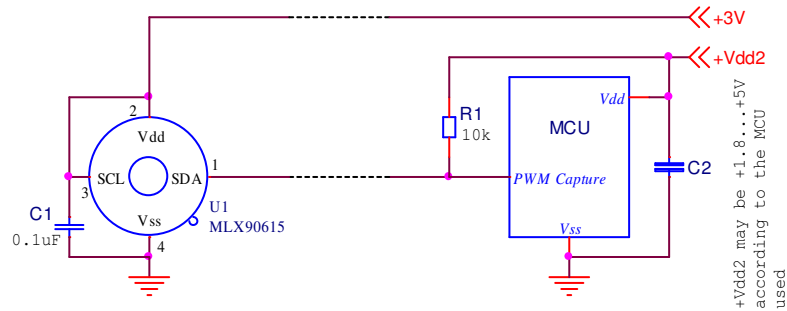 +3V
+Vdd2
2
Vdd
SCL
SDA
1
3
Vss
4
U1
MLX90615
C1
0.1uF
R1
10k
MCU
Vdd
PWM Capture
Vss
C2
+Vdd2 may be +1.8...+5V
according to the MCU
used